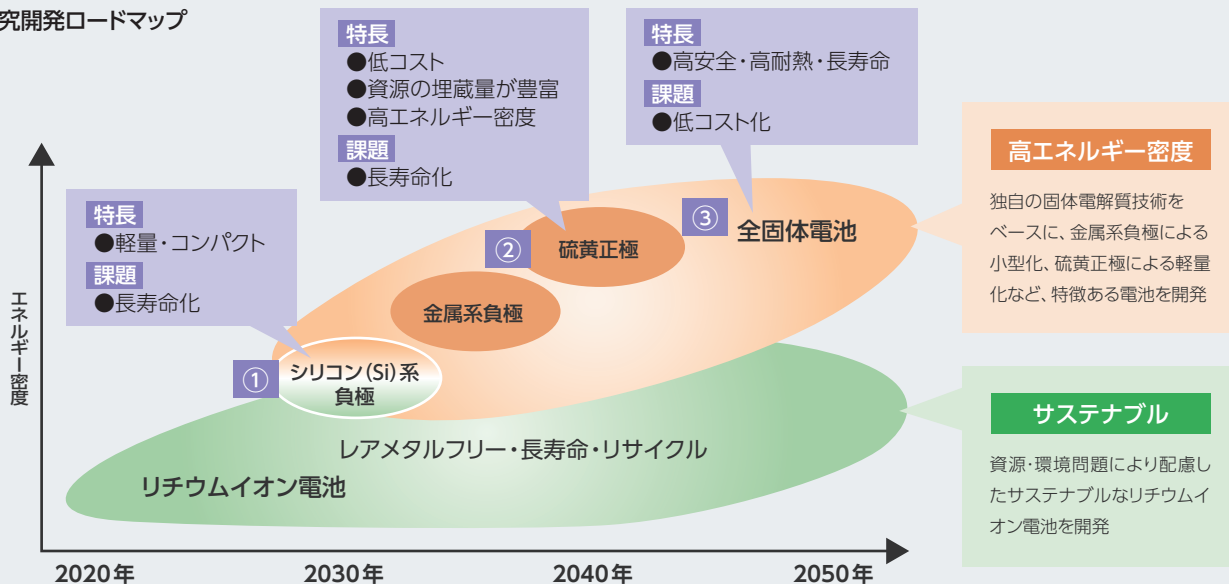 究開発ロードマップ
特長
●低コスト
●資源の埋蔵量が豊富
●高エネルギー密度
課題
●長寿命化
特長
●高安全・高耐熱・長寿命
課題
●低コスト化
特長
●軽量・コンパクト
課題
●長寿命化
エネルギー密度
①
シリコン(Si)系
負極
金属系負極
②
硫黄正極
③
全固体電池
レアメタルフリー・長寿命・リサイクル
リチウムイオン電池
2020年
2030年
2040年
2050年
高エネルギー密度
独自の固体電解質技術を
ベースに、金属系負極による
小型化、硫黄正極による軽量
化など、特徴ある電池を開発
サステナブル
資源・環境問題により配慮し
たサステナブルなリチウムイ
オン電池を開発